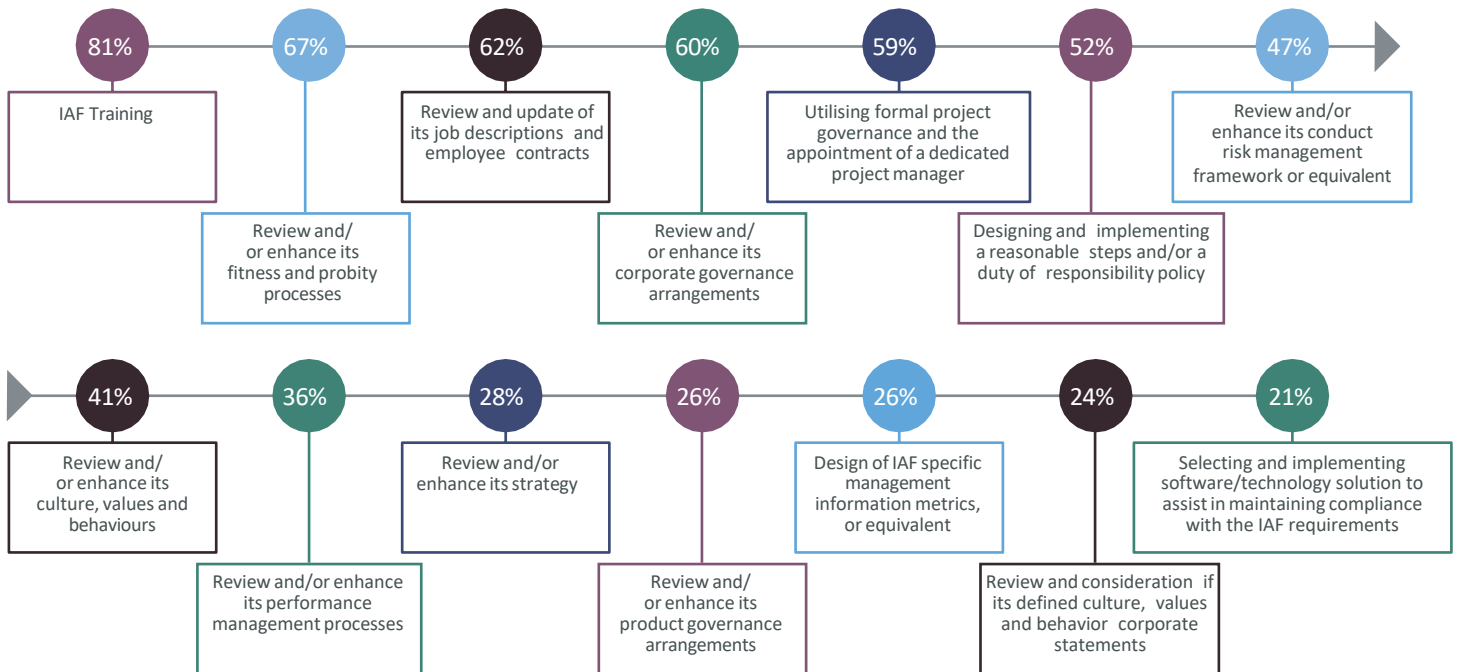 81%
67%
62%
60%
59%
52%
47%
IAF Training
Review and update of
its job descriptions and
employee contracts
Utilising formal project
governance and the
appointment of a dedicated
project manager
Review and/or
enhance its conduct
risk management
framework or equivalent
Review and/
or enhance its
fitness and probity
processes
Review and/
or enhance its
corporate governance
arrangements
Designing and implementing
a reasonable steps and/or a
duty of responsibility policy
41%
36%
28%
26%
26%
24%
21%
Review and/
or enhance its
culture, values and
behaviours
Review and/or
enhance its strategy
Design of IAF specific
management
information metrics,
or equivalent
Selecting and implementing
software/technology solution to
assist in maintaining compliance
with the IAF requirements
Review and/or enhance
its performance
management processes
Review and/
or enhance its
product governance
arrangements
Review and consideration if
its defined culture, values
and behavior corporate
statements